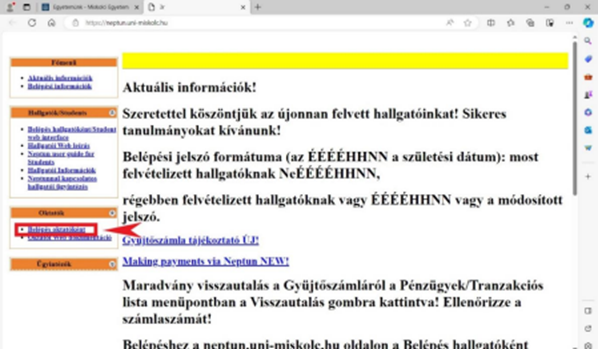 Egyetemünk - Miskolci Egyetem
https://neptun.uni-miskolc.hu
Főmenü
Aktuális információk
Belépési információk
Hallgatók/Students
Belépés hallgatóként/Student
web interface
Hallgatói Web leírás
Neptun user guide for
Students
Hallgatói Információk
Neptunnal kapcsolatos
hallgatói ügyintézés
Oktatók
Belépés oktatóként
Oktatói web dokumentáció
Ügyintézők
Aktuális információk!
Szeretettel köszöntjük az újonnan felvett hallgatóinkat! Sikeres
tanulmányokat kívánunk!
Belépési jelszó formátuma (az ÉÉÉÉHHNN a születési dátum): most
felvételizett hallgatóknak NeÉÉÉÉHHNN,
régebben felvételizett hallgatóknak vagy ÉÉÉÉHHNN vagy a módosított
jelszó.
Gyűjtőszámla tájékoztató ÚJ!
Making payments via Neptun NEW!
Maradvány visszautalás a Gyűjtőszámláról a Pénzügyek/Tranzakciós
lista menüpontban a Visszautalás gombra kattintva! Ellenőrizze a
számlaszámát!
Belépéshez a neptun.uni-miskolc.hu oldalon a Belépés hallgatóként